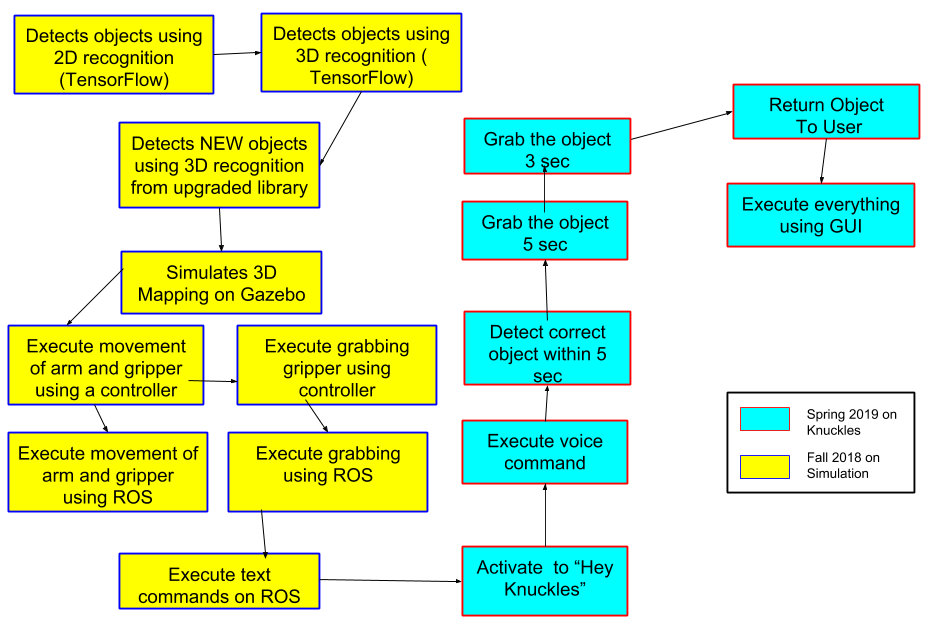 Detects objects using
2D recognition
(TensorFlow)
Detects objects using
3D recognition (
TensorFlow)
Detects NEW objects
using 3D recognition
from upgraded library
Simulates 3D
Mapping on Gazebo
Execute movement
of arm and gripper
using a controller
Execute grabbing
gripper using
controller
Execute movement of
arm and gripper
using ROS
Execute grabbing
using ROS
Execute text
commands on ROS
Activate to “Hey
Knuckles”
Execute voice
command
Detect correct
object within 5
sec
Grab the object
5 sec
Grab the object
3 sec
Return Object
To User
Execute everything
using GUI
Spring 2019 on
Knuckles
Fall 2018 on
Simulation